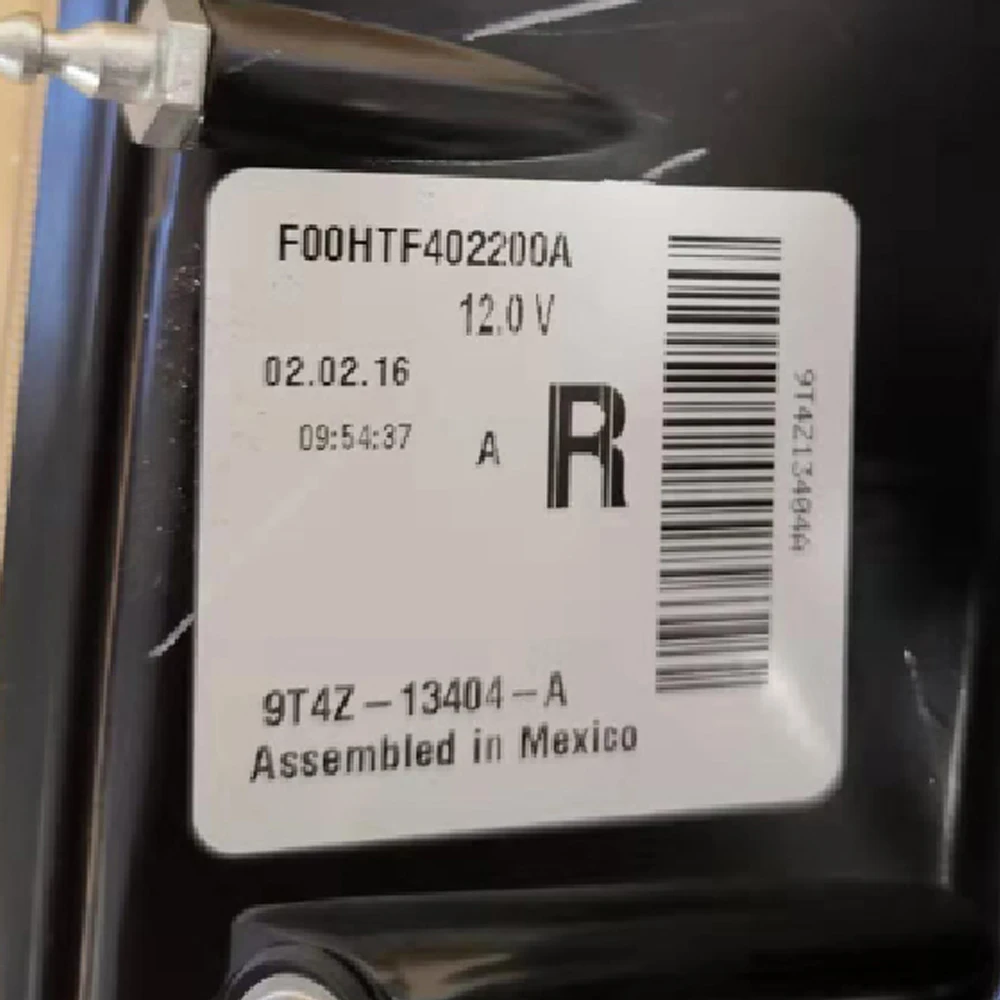 F00HTF402200A
12.0 V
02.02.16
09:54:37
A
R
9T4Z13404A
9T4Z-13404-A
Assembled in Mexico